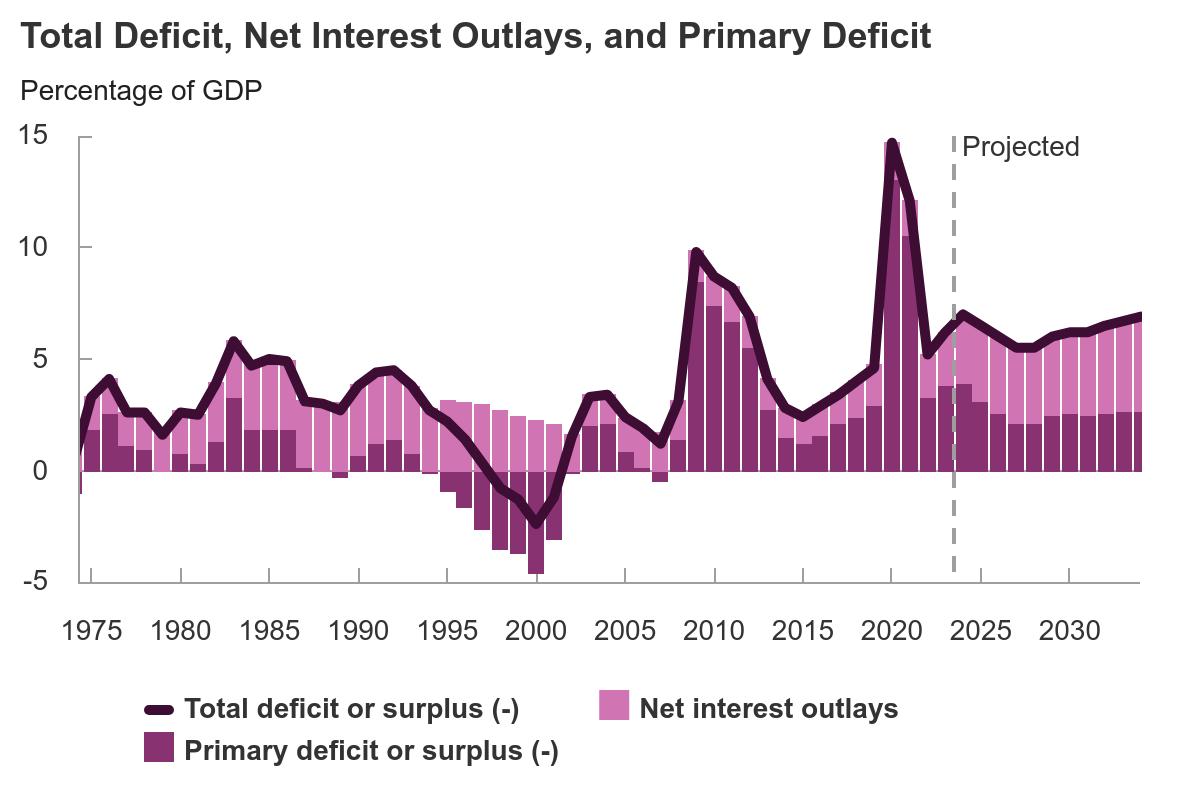 Total Deficit, Net Interest Outlays, and Primary Deficit
Percentage of GDP
15
Projected
10
5
0
-5
1975 1980 1985 1990 1995 2000 2005 2010 2015 2020 2025 2030
Total deficit or surplus (-) Net interest outlays
Primary deficit or surplus (-)